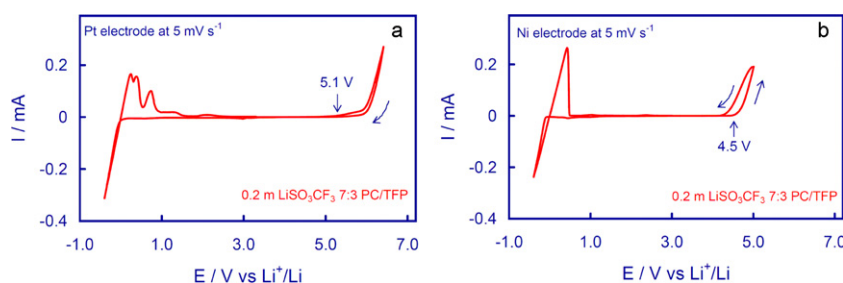 Pt electrode at 5 mV s⁻¹
a
I / mA
0.2
0
-0.2
-0.4
5.1 V
0.2 m LiSO₃CF₃ 7:3 PC/TFP
-1.0 1.0 3.0 5.0 7.0
E / V vs Li⁺/Li
Ni electrode at 5 mV s⁻¹
b
I / mA
0.2
0
-0.2
-0.4
4.5 V
0.2 m LiSO₃CF₃ 7:3 PC/TFP
-1.0 1.0 3.0 5.0 7.0
E / V vs Li⁺/Li